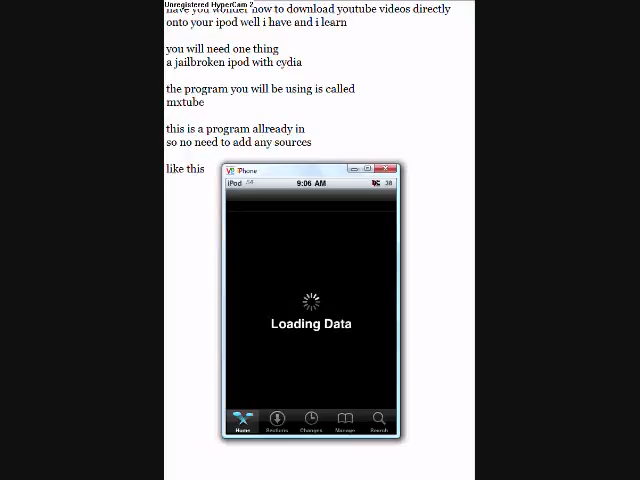 Unregistered HyperCam 2
have you wonder how to download youtube videos directly
onto your ipod well i have and i learn
you will need one thing
a jailbroken ipod with cydia
the program you will be using is called
mxtube
this is a program allready in
so no need to add any sources
like this
iPhone
iPod 9:06 AM 38
Loading Data
Home Sections Changes Manage Search